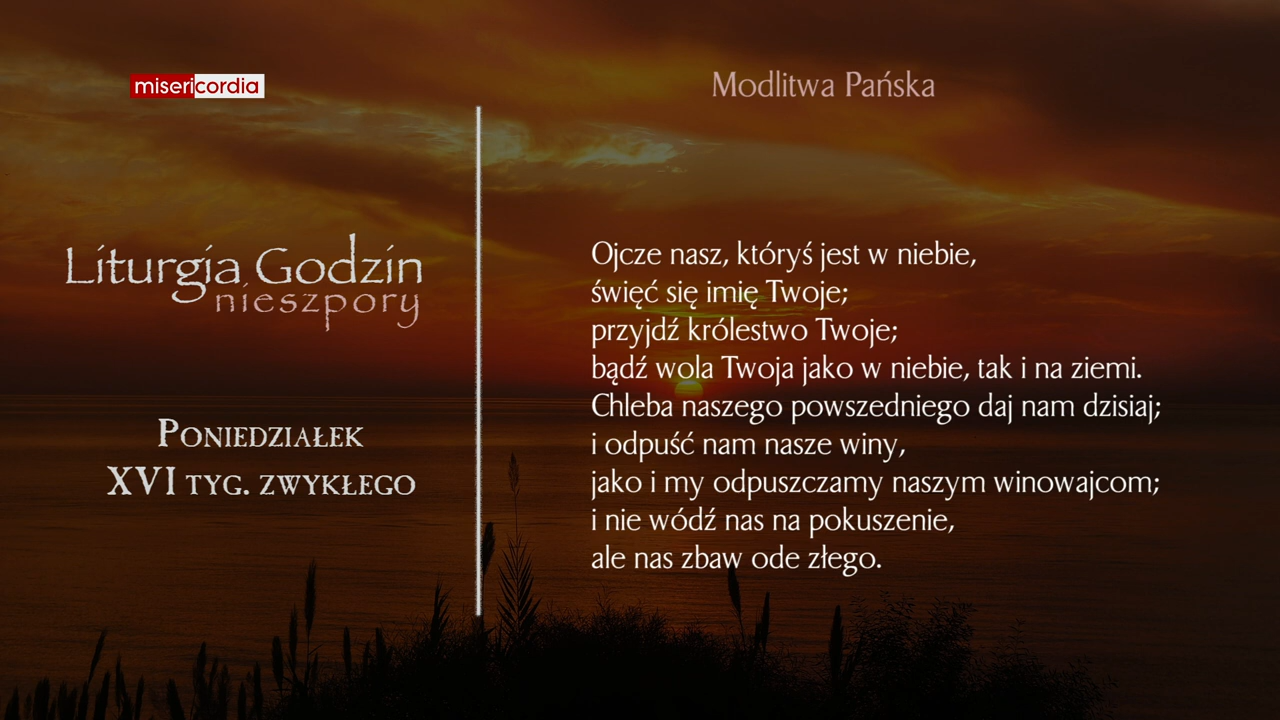 misericordia
Liturgia Godzin
nieszpory
Poniedziałek
XVI tyg. zwykłego
Modlitwa Pańska
Ojcze nasz, któryś jest w niebie,
święć się imię Twoje;
przyjdź królestwo Twoje;
bądź wola Twoja jako w niebie, tak i na ziemi.
Chleba naszego powszedniego daj nam dzisiaj;
i odpuść nam nasze winy,
jako i my odpuszczamy naszym winowajcom;
i nie wódź nas na pokuszenie,
ale nas zbaw ode złego.